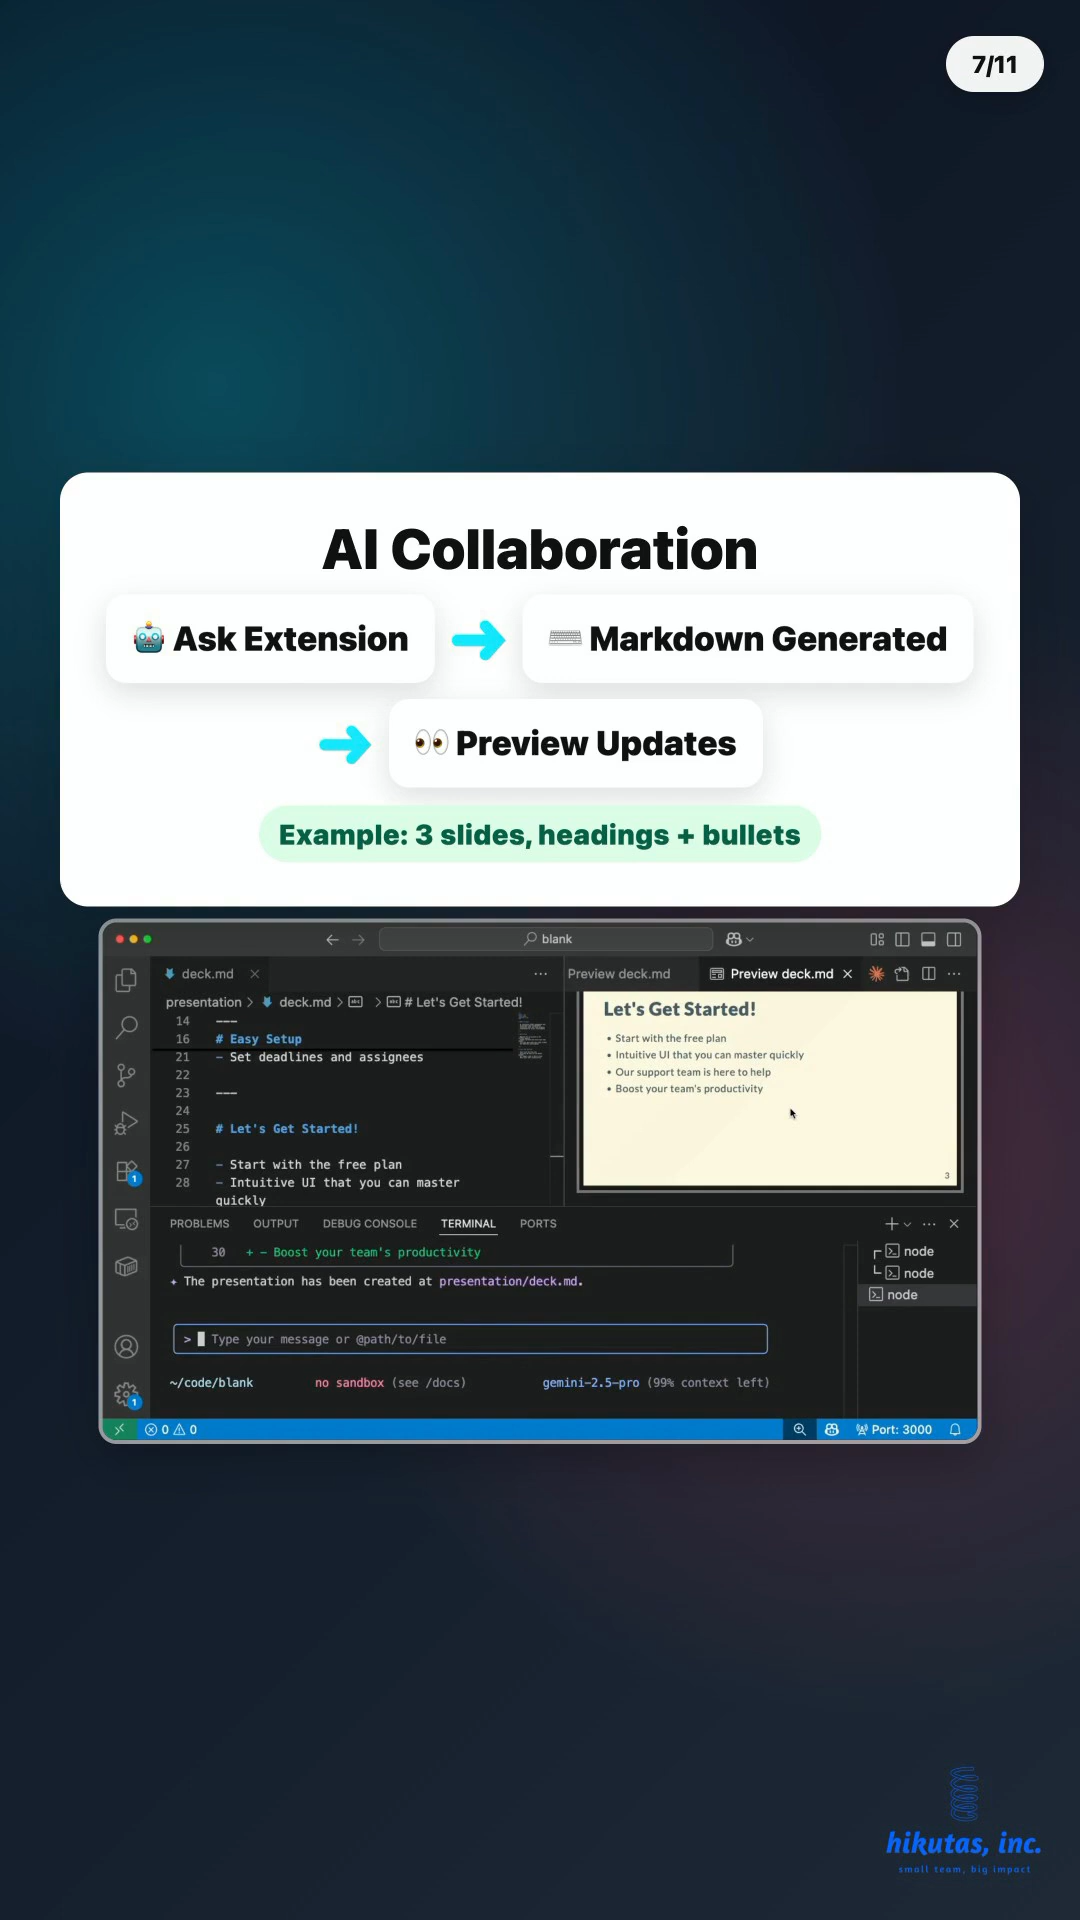 7/11
AI Collaboration
🤖 Ask Extension ➜ ⌨️ Markdown Generated
➜ 👀 Preview Updates
Example: 3 slides, headings + bullets
blank
deck.md
Preview deck.md
Preview deck.md
presentation > deck.md > abc > abc # Let's Get Started!
14 ---
16 # Easy Setup
21 - Set deadlines and assignees
22
23 ---
24
25 # Let's Get Started!
26
27 - Start with the free plan
28 - Intuitive UI that you can master
quickly
Let's Get Started!
• Start with the free plan
• Intuitive UI that you can master quickly
• Our support team is here to help
• Boost your team's productivity
3
1
1
PROBLEMS OUTPUT DEBUG CONSOLE TERMINAL PORTS
30 + - Boost your team's productivity
✦ The presentation has been created at presentation/deck.md.
> Type your message or @path/to/file
~/code/blank no sandbox (see /docs) gemini-2.5-pro (99% context left)
node
node
node
0 0
Port: 3000
hikutas, inc.
small team, big impact